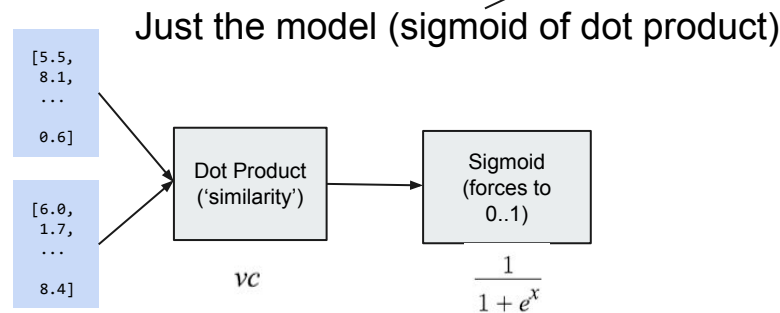 Just the model (sigmoid of dot product)
[5.5,
8.1,
...
0.6]
[6.0,
1.7,
...
8.4]
Dot Product
('similarity')
vc
Sigmoid
(forces to
0..1)
1
1 + e^x